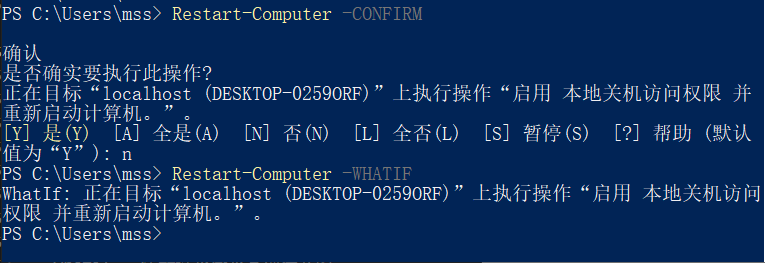 PS C:\Users\mss> Restart-Computer -CONFIRM
确认
是否确实要执行此操作?
正在目标“localhost (DESKTOP-02590RF)”上执行操作“启用 本地关机访问权限 并
重新启动计算机。”。
[Y] 是(Y)  [A] 全是(A)  [N] 否(N)  [L] 全否(L)  [S] 暂停(S)  [?] 帮助 (默认
值为“Y”): n
PS C:\Users\mss> Restart-Computer -WHATIF
WhatIf: 正在目标“localhost (DESKTOP-02590RF)”上执行操作“启用 本地关机访问
权限 并重新启动计算机。”。
PS C:\Users\mss>